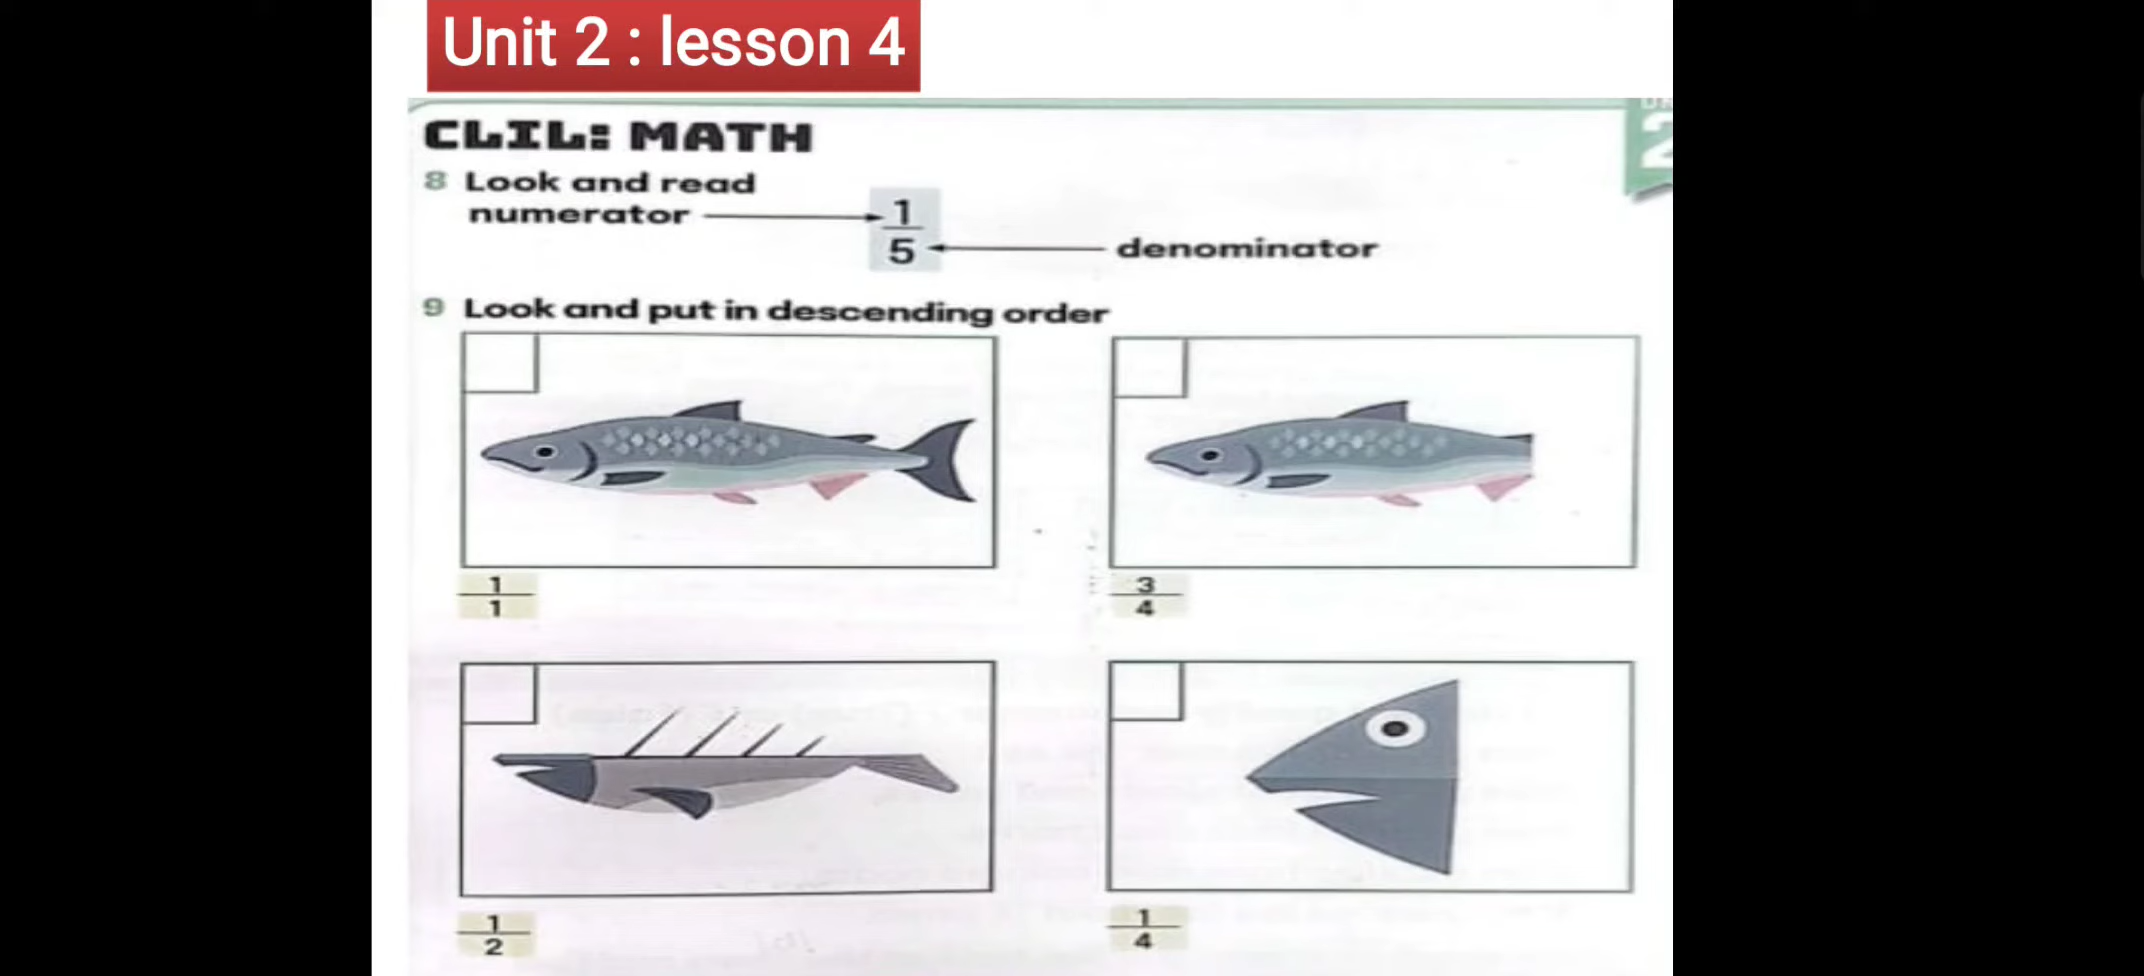 Unit 2 : lesson 4
CLIL: MATH
8 Look and read
numerator
1
5
denominator
9 Look and put in descending order
1
1
3
4
1
2
1
4